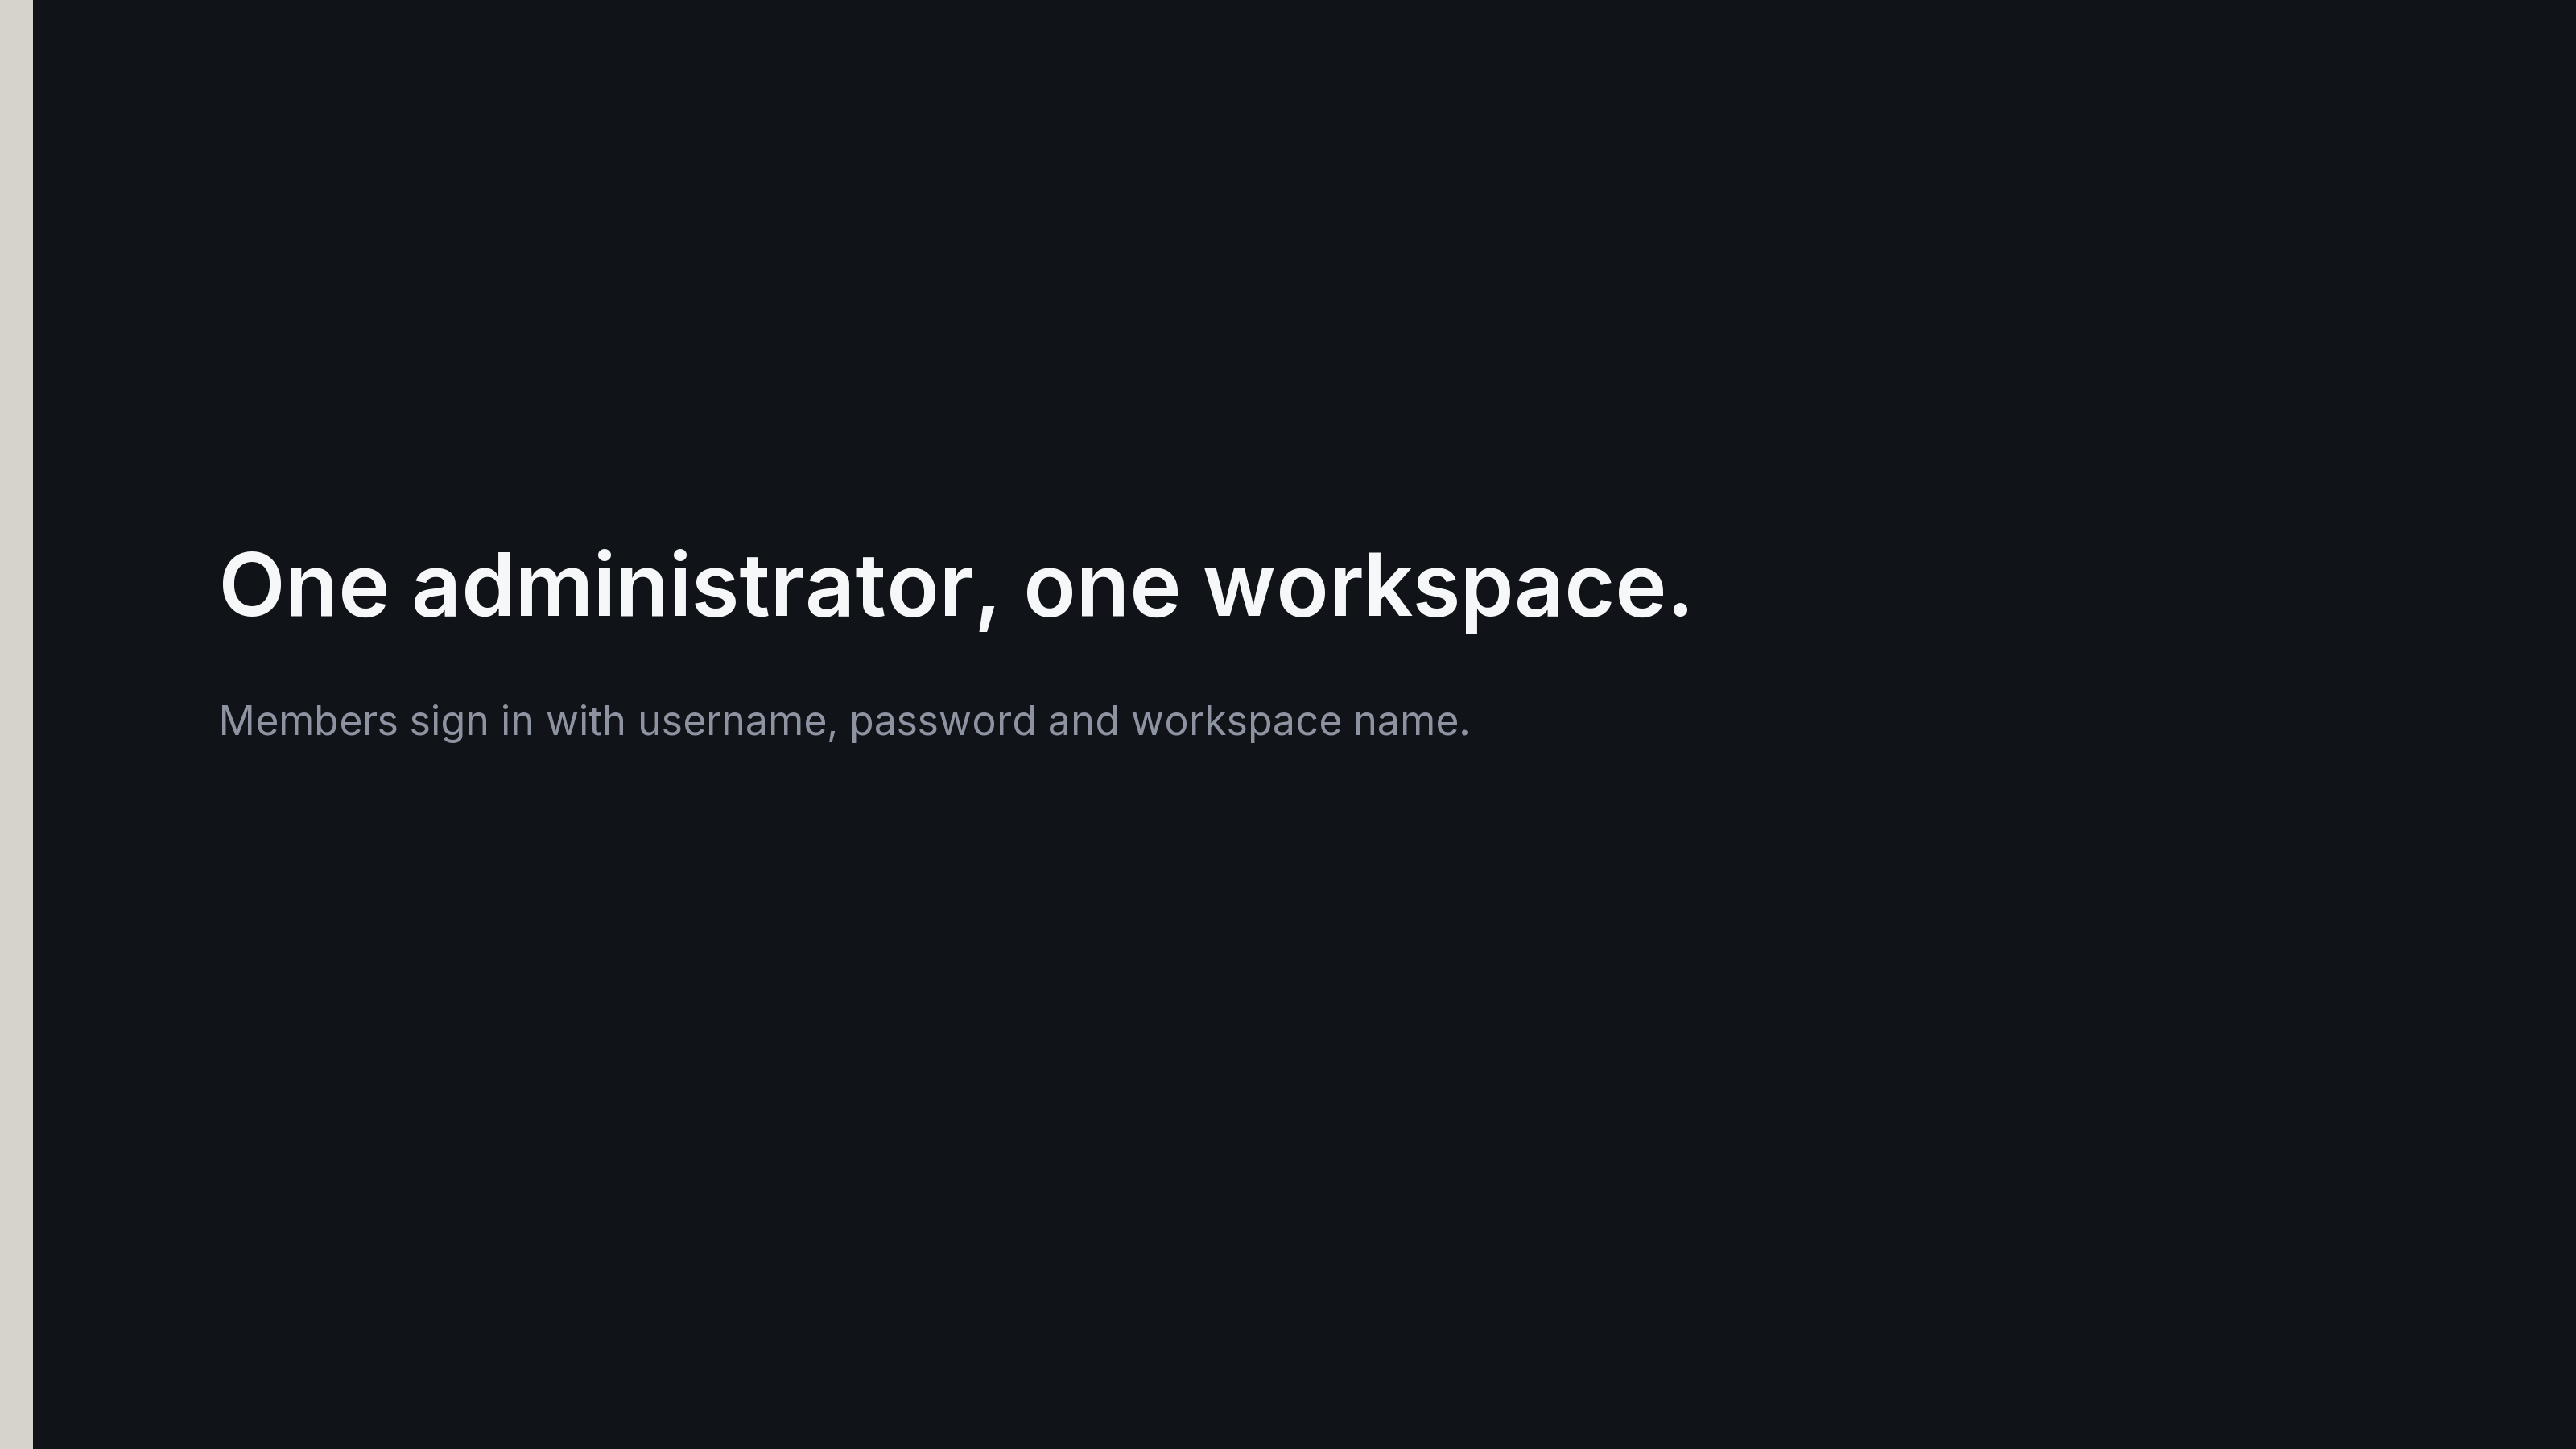 One administrator, one workspace.
Members sign in with username, password and workspace name.